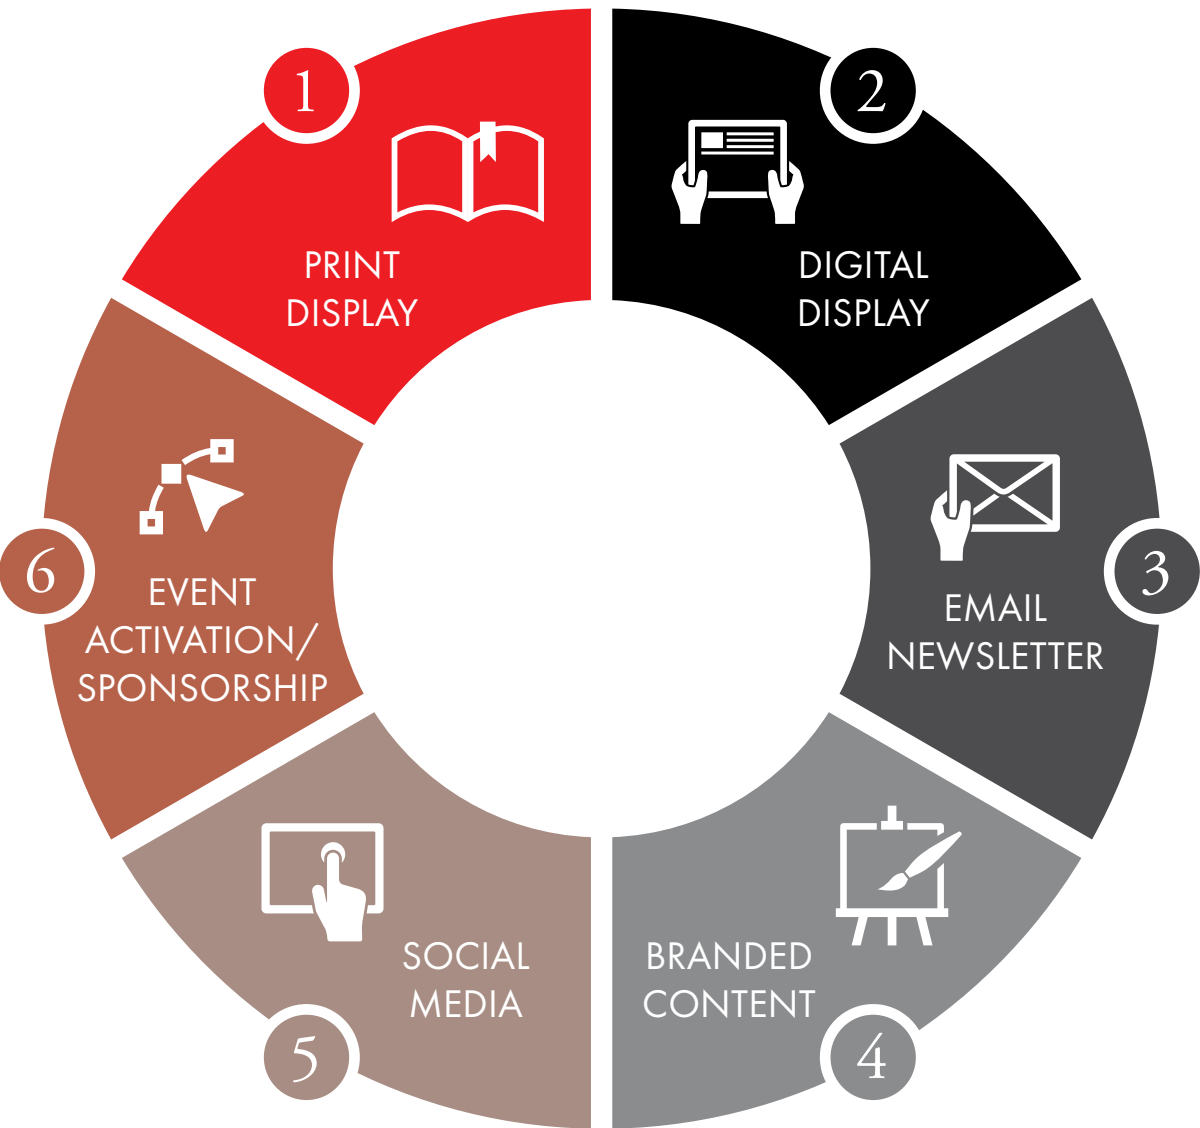 1
PRINT
DISPLAY
2
DIGITAL
DISPLAY
3
EMAIL
NEWSLETTER
4
BRANDED
CONTENT
5
SOCIAL
MEDIA
6
EVENT
ACTIVATION/
SPONSORSHIP